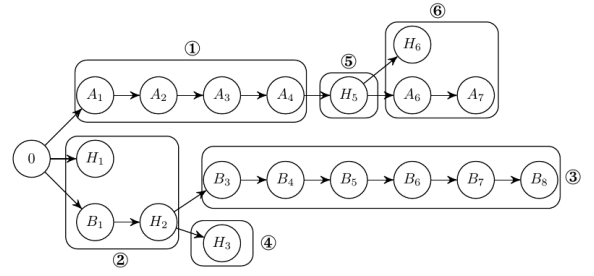 ⑥
① H₆
⑤
A₁ A₂ A₃ A₄ H₅ A₆ A₇
0 H₁
B₃ B₄ B₅ B₆ B₇ B₈ ③
B₁ H₂
H₃ ④
②